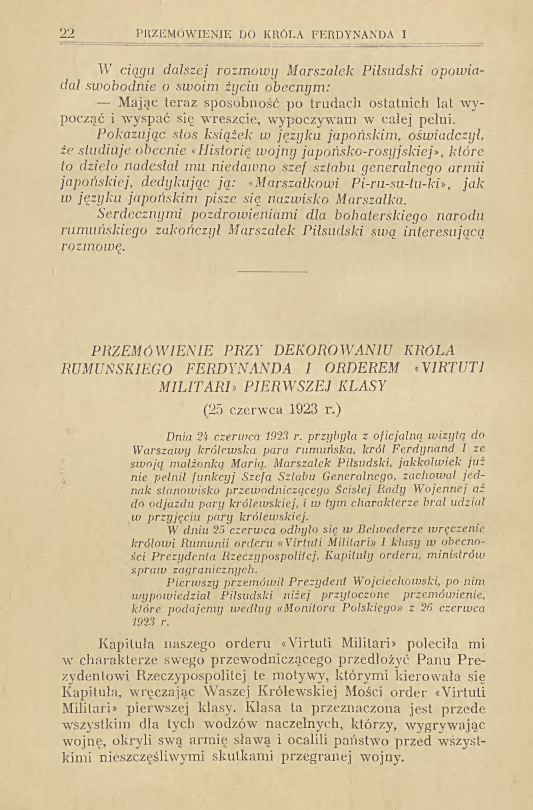 22 PRZEMÓWIENIE DO KRÓLA FERDYNANDA I
W ciągu dalszej rozmowy Marszałek Piłsudski opowia-
dał swobodnie o swoim życiu obecnym:
— Mając teraz sposobność po trudach ostatnich lat wy-
począć i wyspać się wreszcie, wypoczywam w całej pełni.
Pokazując stos książek w języku japońskim, oświadczył,
że studiuje obecnie «Historię wojny japońsko-rosyjskiej», które
to dzieło nadesłał mu niedawno szef sztabu generalnego armii
japońskiej, dedykując ją: «Marszałkowi Pi-ru-su-tu-ki», jak
w języku japońskim pisze się nazwisko Marszałka.
Serdecznymi pozdrowieniami dla bohaterskiego narodu
rumuńskiego zakończył Marszałek Piłsudski swą interesującą
rozmowę.
PRZEMÓWIENIE PRZY DEKOROWANIU KRÓLA
RUMUŃSKIEGO FERDYNANDA I ORDEREM «VIRTUTI
MILITARI» PIERWSZEJ KLASY
(25 czerwca 1923 r.)
Dnia 24 czerwca 1923 r. przybyła z oficjalną wizytą do
Warszawy królewska para rumuńska, król Ferdynand I ze
swoją małżonką Marią. Marszałek Piłsudski, jakkolwiek już
nie pełnił funkcyj Szefa Sztabu Generalnego, zachował jed-
nak stanowisko przewodniczącego Ścisłej Rady Wojennej aż
do odjazdu pary królewskiej, i w tym charakterze brał udział
w przyjęciu pary królewskiej.
W dniu 25 czerwca odbyło się w Belwederze wręczenie
królowi Rumunii orderu «Virtuti Militari» I klasy w obecno-
ści Prezydenta Rzeczypospolitej, Kapituły orderu, ministrów
spraw zagranicznych.
Pierwszy przemówił Prezydent Wojciechowski, po nim
wypowiedział Piłsudski niżej przytoczone przemówienie,
które podajemy według «Monitora Polskiego» z 26 czerwca
1923 r.
Kapituła naszego orderu «Virtuti Militari» poleciła mi
w charakterze swego przewodniczącego przedłożyć Panu Pre-
zydentowi Rzeczypospolitej te motywy, którymi kierowała się
Kapituła, wręczając Waszej Królewskiej Mości order «Virtuti
Militari» pierwszej klasy. Klasa ta przeznaczona jest przede
wszystkim dla tych wodzów naczelnych, którzy, wygrywając
wojnę, okryli swą armię sławą i ocalili państwo przed wszyst-
kimi nieszczęśliwymi skutkami przegranej wojny.